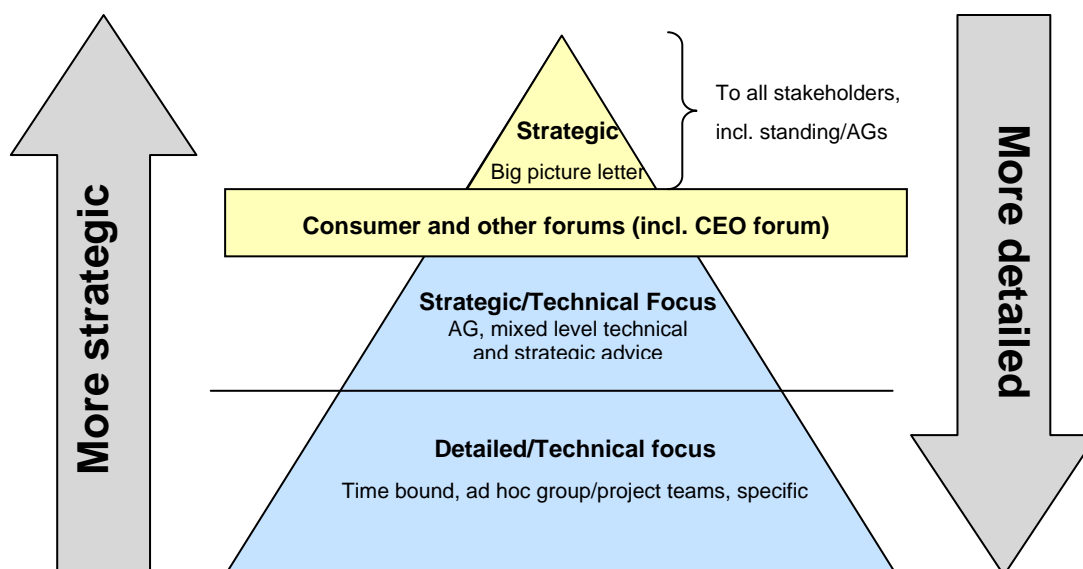 More strategic
Strategic
Big picture letter
To all stakeholders,
incl. standing/AGs
Consumer and other forums (incl. CEO forum)
Strategic/Technical Focus
AG, mixed level technical
and strategic advice
Detailed/Technical focus
Time bound, ad hoc group/project teams, specific
More detailed